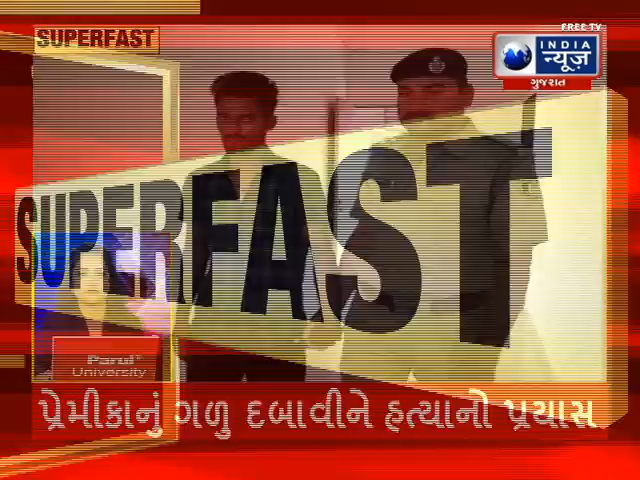 SUPERFAST
FREE TV
INDIA
न्यूज़
ગુજરાત
SUPERFAST
Parul
University
પ્રેમીકાનું ગળુ દબાવીને હત્યાનો પ્રયાસ